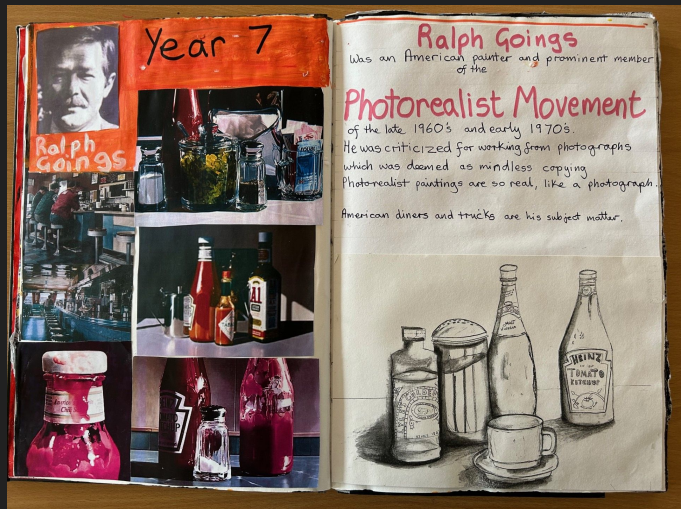 Year 7
Ralph
Goings
A1
Ralph Goings
Was an American painter and prominent member
of the
Photorealist Movement
of the late 1960's and early 1970's.
He was criticized for working from photographs
which was deemed as mindless copying
Photorealist paintings are so real, like a photograph.
American diners and trucks are his subject matter.
HEINZ
TOMATO
KETCHUP